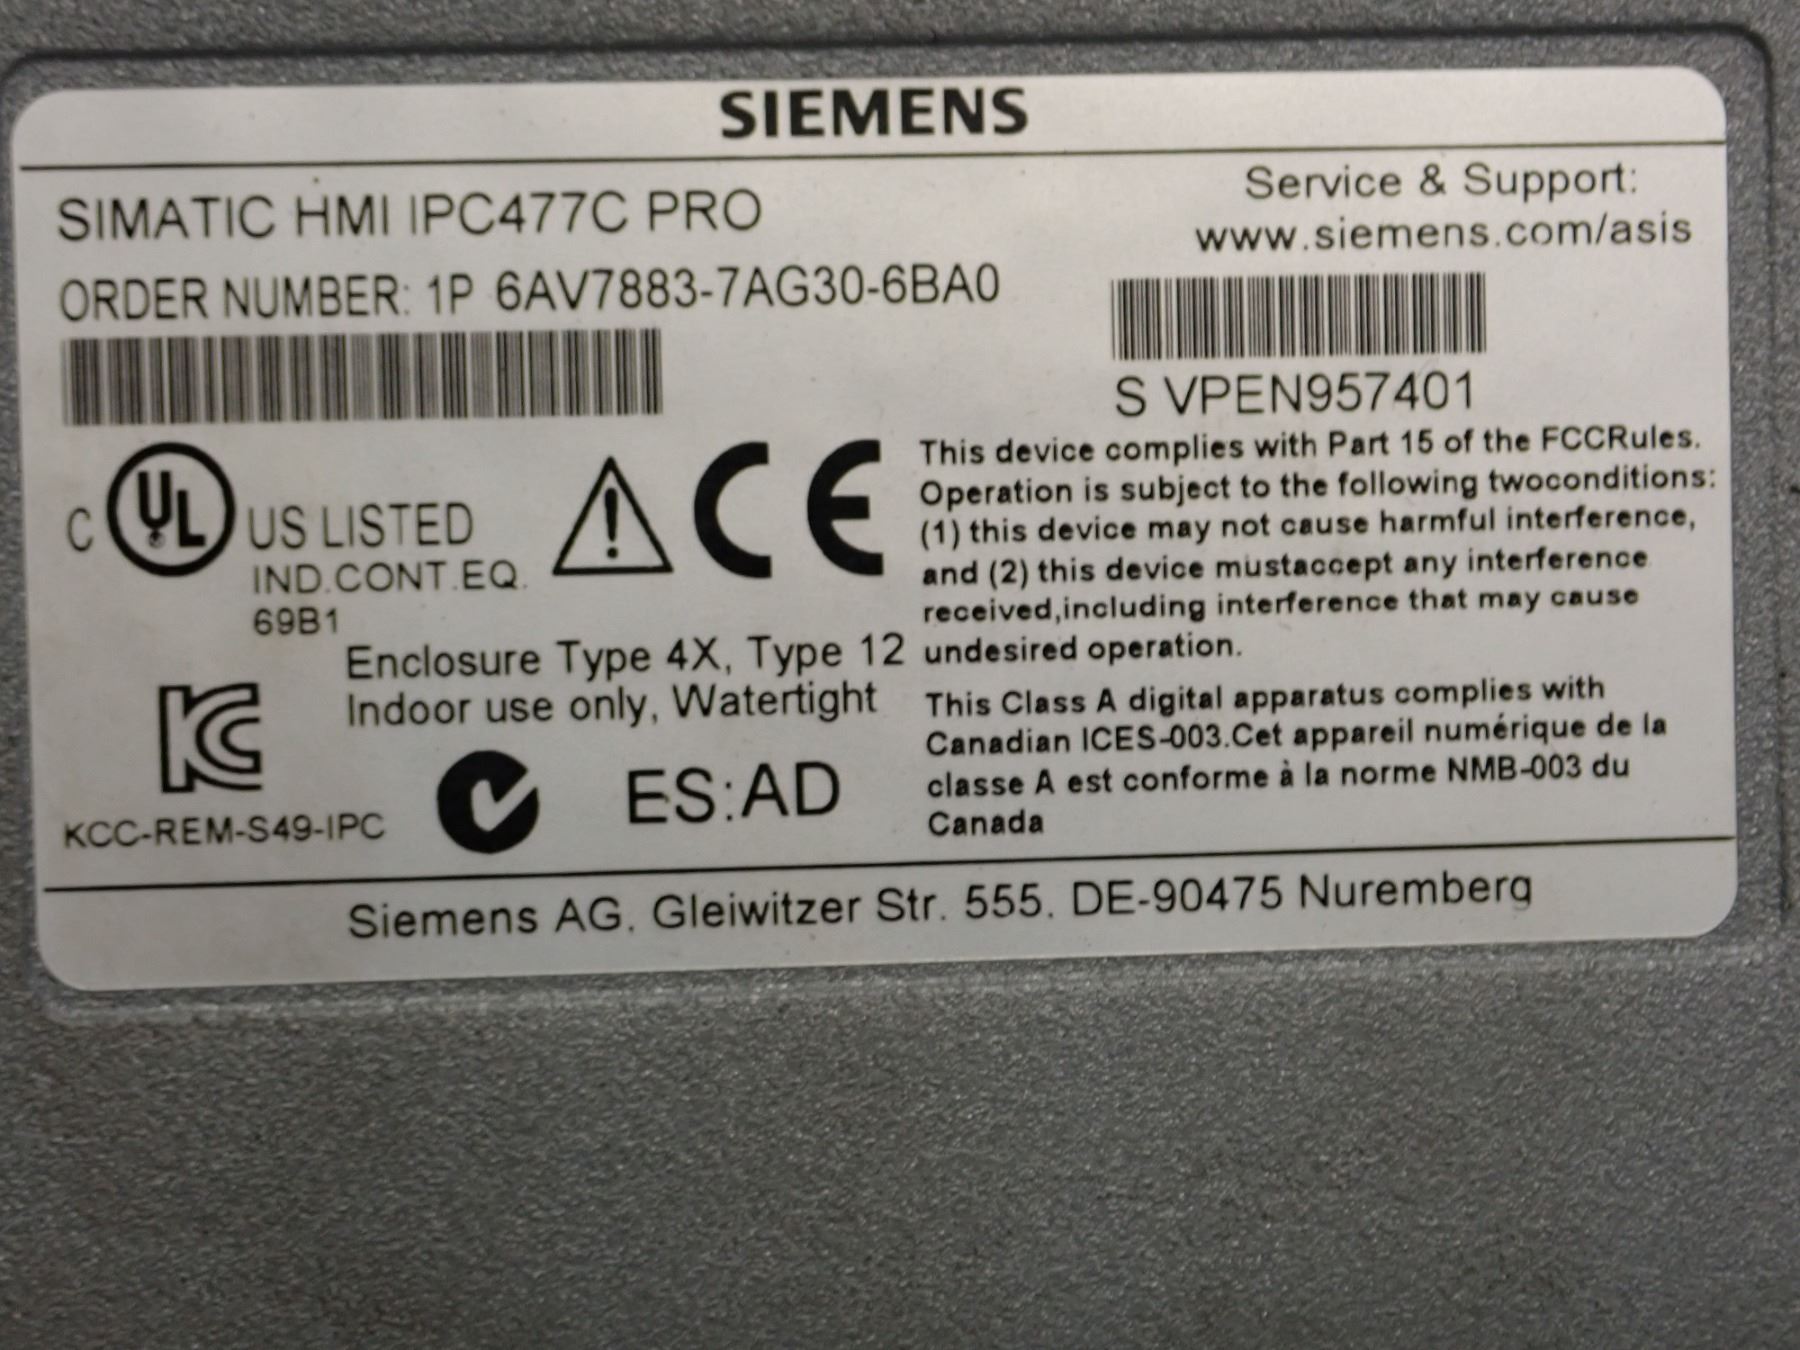 SIEMENS
SIMATIC HMI IPC477C PRO
ORDER NUMBER: 1P 6AV7883-7AG30-6BA0
Service & Support:
www.siemens.com/asis
S VPEN957401
C UL US LISTED
IND.CONT.EQ.
69B1
CE
Enclosure Type 4X, Type 12
Indoor use only, Watertight
KC
KCC-REM-S49-IPC
ES:AD
This device complies with Part 15 of the FCCRules.
Operation is subject to the following twoconditions:
(1) this device may not cause harmful interference,
and (2) this device mustaccept any interference
received,including interference that may cause
undesired operation.
This Class A digital apparatus complies with
Canadian ICES-003.Cet appareil numérique de la
classe A est conforme à la norme NMB-003 du
Canada
Siemens AG, Gleiwitzer Str. 555, DE-90475 Nuremberg